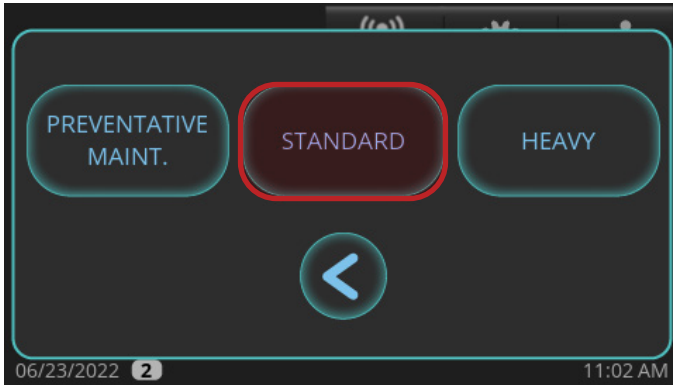 PREVENTATIVE
MAINT.
STANDARD
HEAVY
06/23/2022 2
11:02 AM